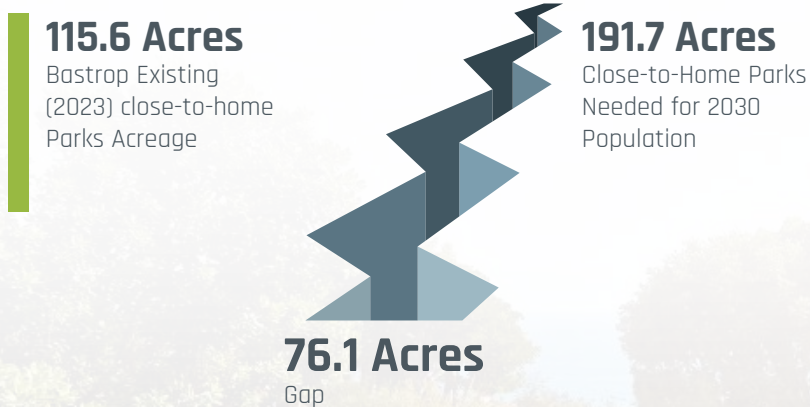 115.6 Acres
Bastrop Existing
(2023) close-to-home
Parks Acreage
191.7 Acres
Close-to-Home Parks
Needed for 2030
Population
76.1 Acres
Gap